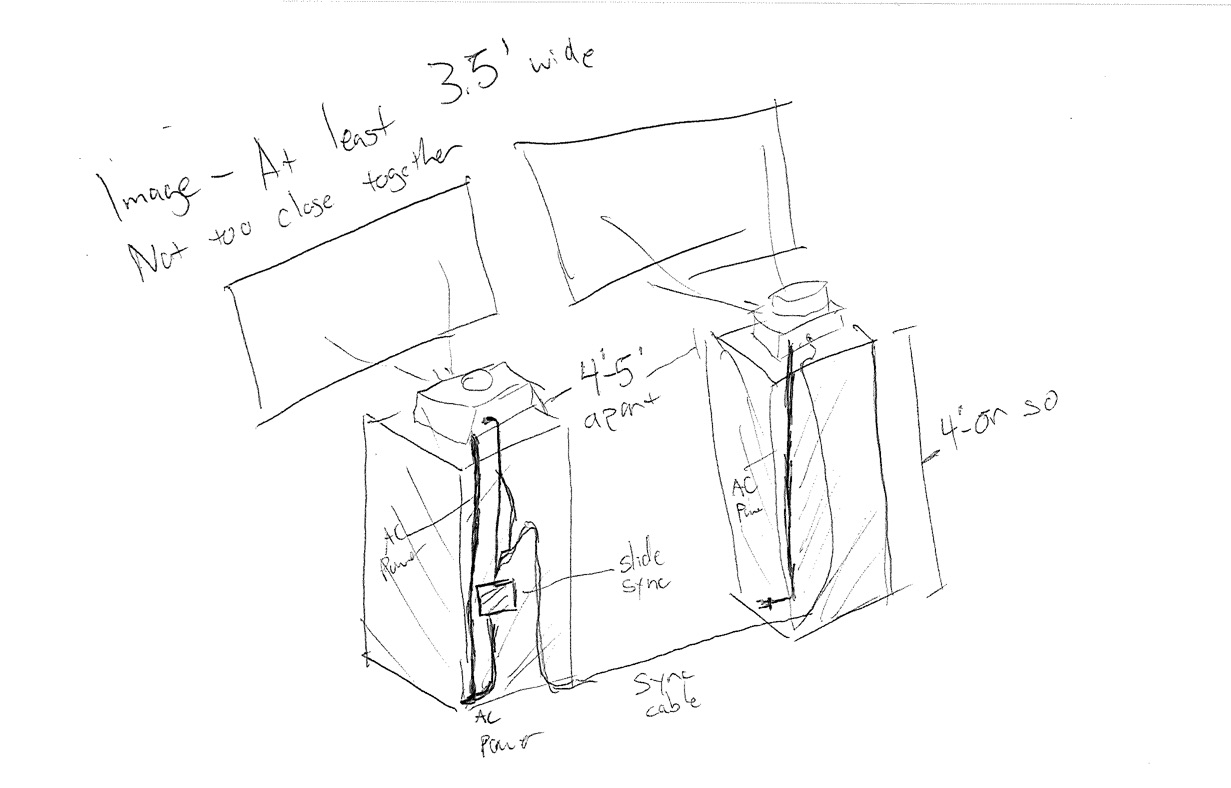 Image - At least 3.5' wide
Not too close together
4'-5'
apart
4'-or so
AC
Power
AC
Power
slide
sync
Sync
cable
AC
Power